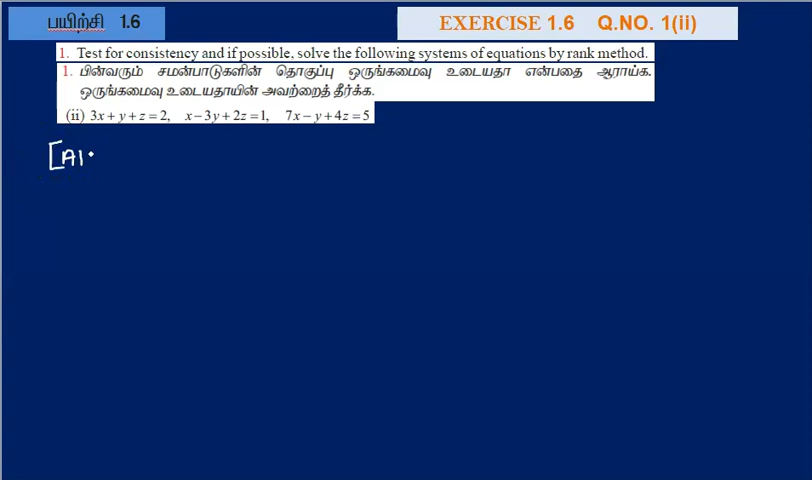 பயிற்சி 1.6
EXERCISE 1.6 Q.NO. 1(ii)
1. Test for consistency and if possible, solve the following systems of equations by rank method.
1. பின்வரும் சமன்பாடுகளின் தொகுப்பு ஒருங்கமைவு உடையதா என்பதை ஆராய்க.
ஒருங்கமைவு உடையதாயின் அவற்றைத் தீர்க்க.
(ii) 3x + y + z = 2, x − 3y + 2z = 1, 7x − y + 4z = 5
[A|